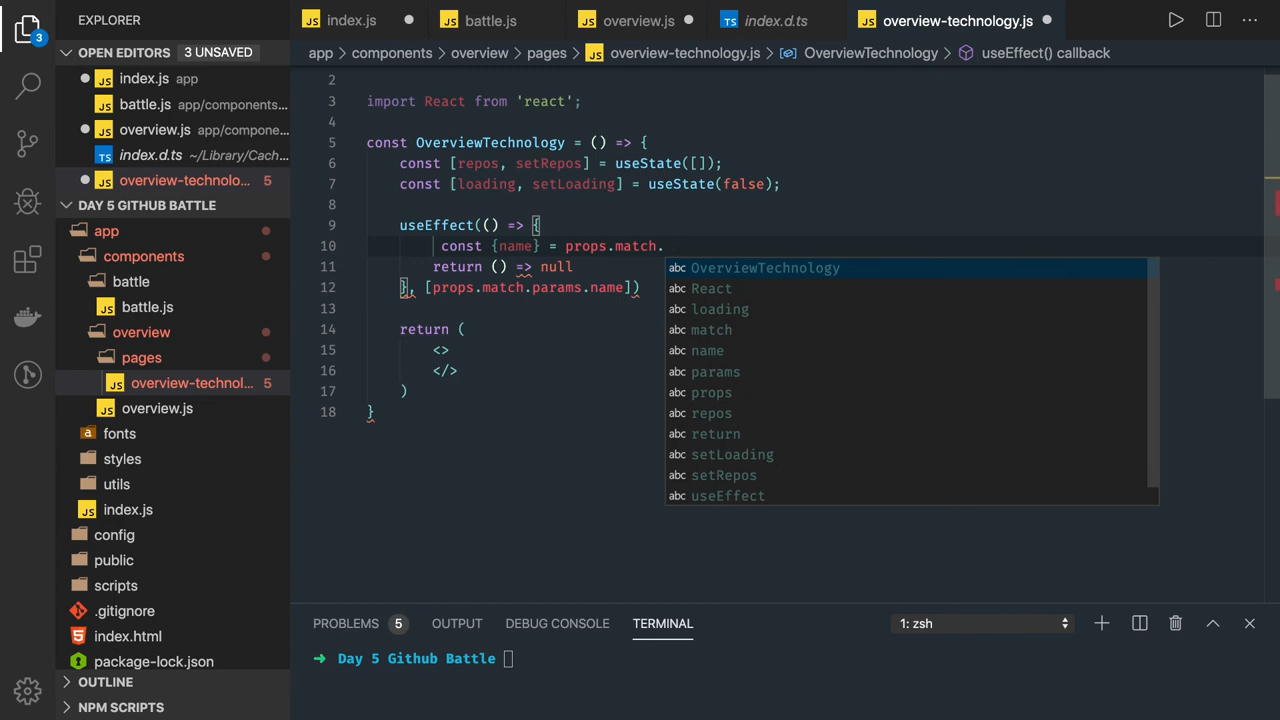 EXPLORER
index.js
battle.js
overview.js
index.d.ts
overview-technology.js
OPEN EDITORS 3 UNSAVED
app > components > overview > pages > overview-technology.js > OverviewTechnology > useEffect() callback
3
index.js app
battle.js app/components...
overview.js app/compone...
index.d.ts ~/Library/Cach...
overview-technolo... 5
DAY 5 GITHUB BATTLE
app
components
battle
battle.js
overview
pages
overview-technol... 5
overview.js
fonts
styles
utils
index.js
config
public
scripts
.gitignore
index.html
package-lock.json
OUTLINE
NPM SCRIPTS
2
3 import React from 'react';
4
5 const OverviewTechnology = () => {
6 const [repos, setRepos] = useState([]);
7 const [loading, setLoading] = useState(false);
8
9 useEffect(() => {
10 const {name} = props.match.
11 return () => null
12 }, [props.match.params.name])
13
14 return (
15 <>
16 </>
17 )
18 }
abc OverviewTechnology
abc React
abc loading
abc match
abc name
abc params
abc props
abc repos
abc return
abc setLoading
abc setRepos
abc useEffect
PROBLEMS 5 OUTPUT DEBUG CONSOLE TERMINAL 1: zsh
➜ Day 5 Github Battle